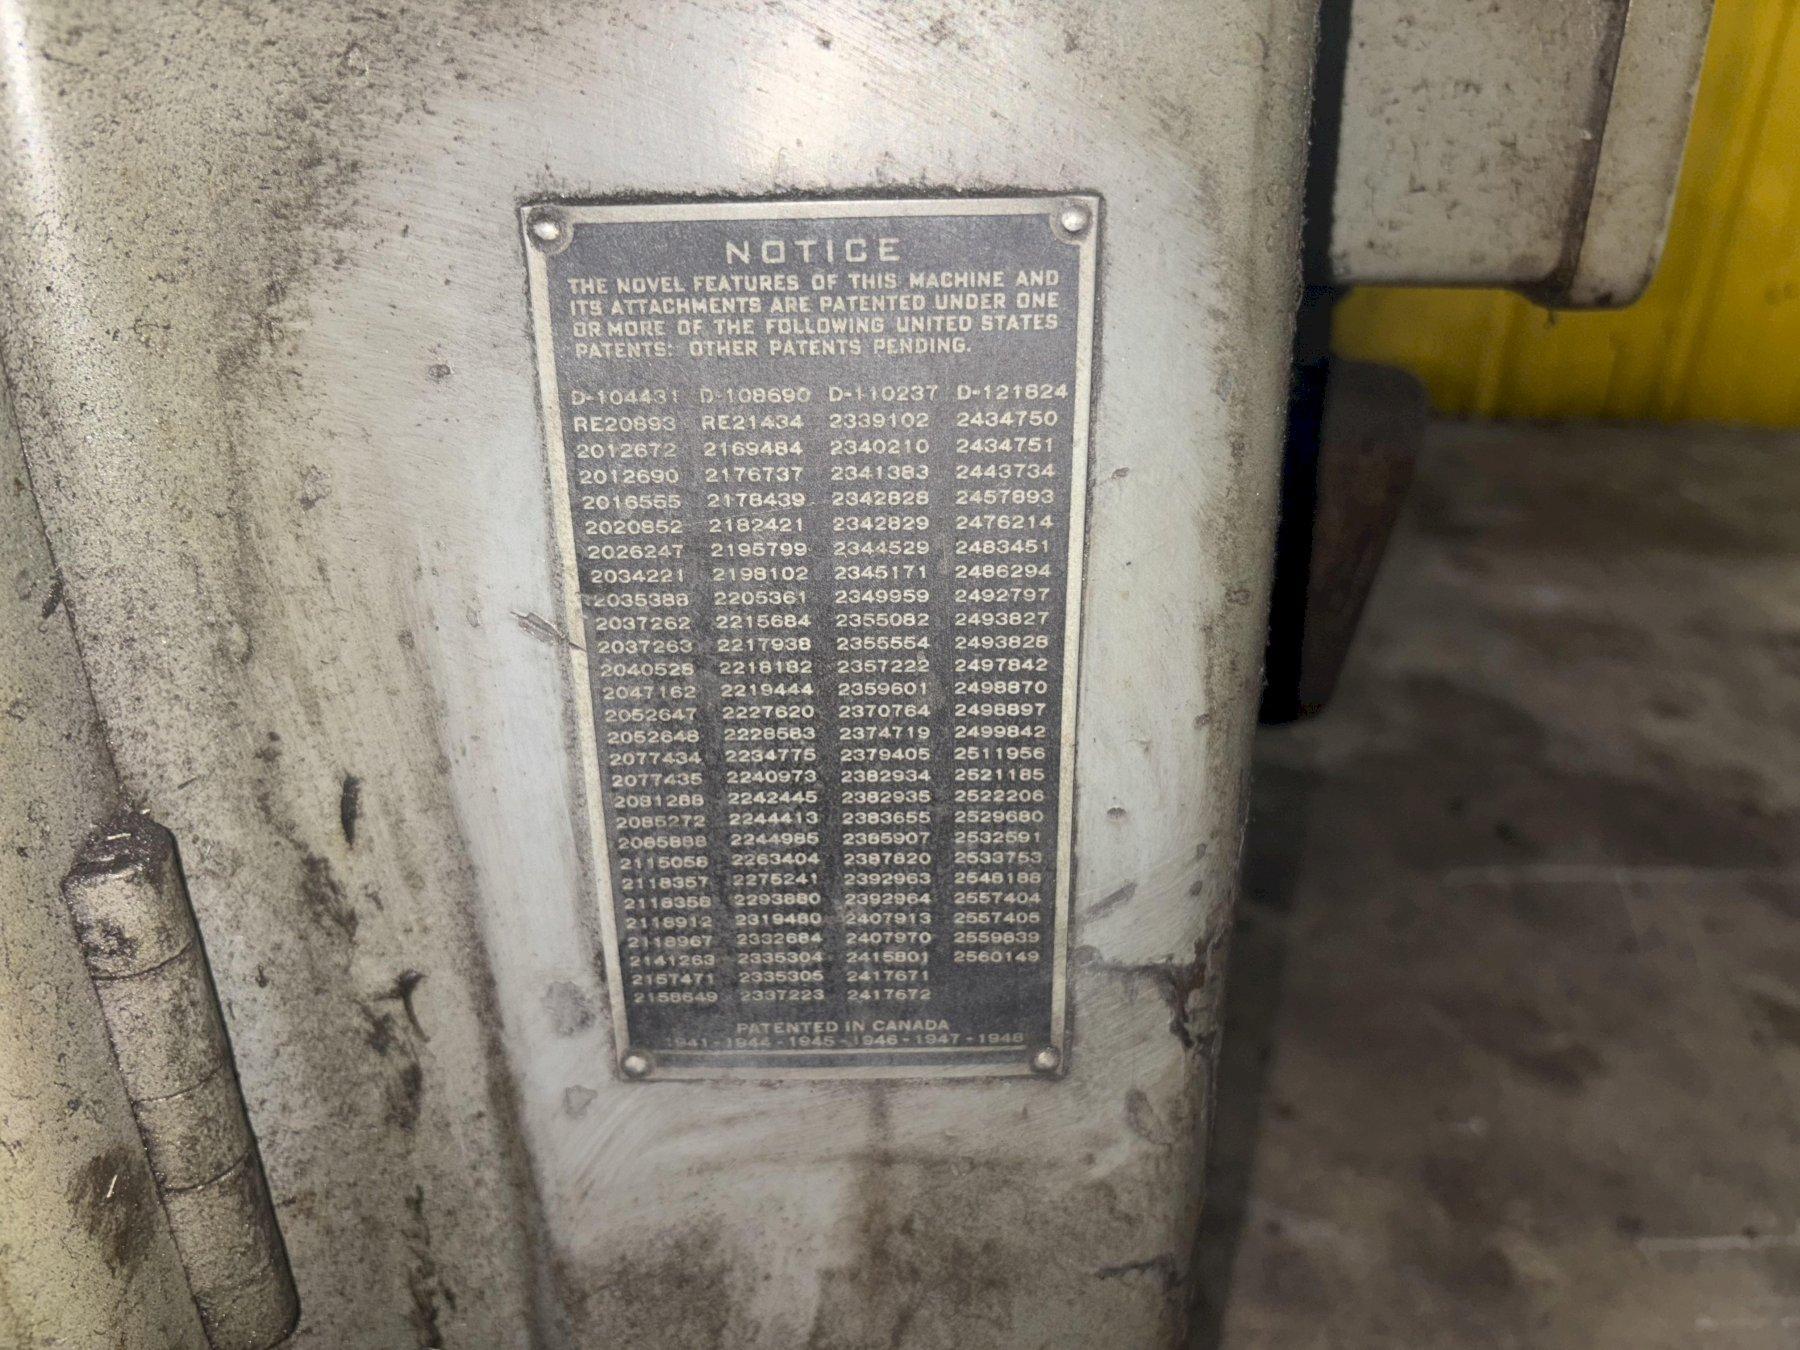 NOTICE
THE NOVEL FEATURES OF THIS MACHINE AND
ITS ATTACHMENTS ARE PATENTED UNDER ONE
OR MORE OF THE FOLLOWING UNITED STATES
PATENTS: OTHER PATENTS PENDING.
D-104431 D-108690 D-110237 D-121824
RE20893 RE21434 2339102 2434750
2012672 2169484 2340210 2434751
2012690 2176737 2341383 2443734
2016555 2178439 2342828 2457893
2020852 2182421 2342829 2476214
2026247 2195799 2344529 2483451
2034221 2198102 2345171 2486294
2035388 2205361 2349959 2492797
2037262 2215684 2355082 2493827
2037263 2217938 2355554 2493828
2040528 2218182 2357222 2497842
2047162 2219444 2359601 2498870
2052647 2227620 2370764 2498897
2052648 2228583 2374719 2499842
2077434 2234775 2379405 2511956
2077435 2240973 2382934 2521185
2081288 2242445 2382935 2522206
2085272 2244413 2383655 2529680
2085888 2244985 2385907 2532591
2115058 2263404 2387820 2533753
2118357 2275241 2392963 2548188
2118358 2293880 2392964 2557404
2118912 2319480 2407913 2557405
2118967 2332684 2407970 2559839
2141263 2335304 2415801 2560149
2157471 2335305 2417671
2158649 2337223 2417672
PATENTED IN CANADA
1941-1944-1945-1946-1947-1948